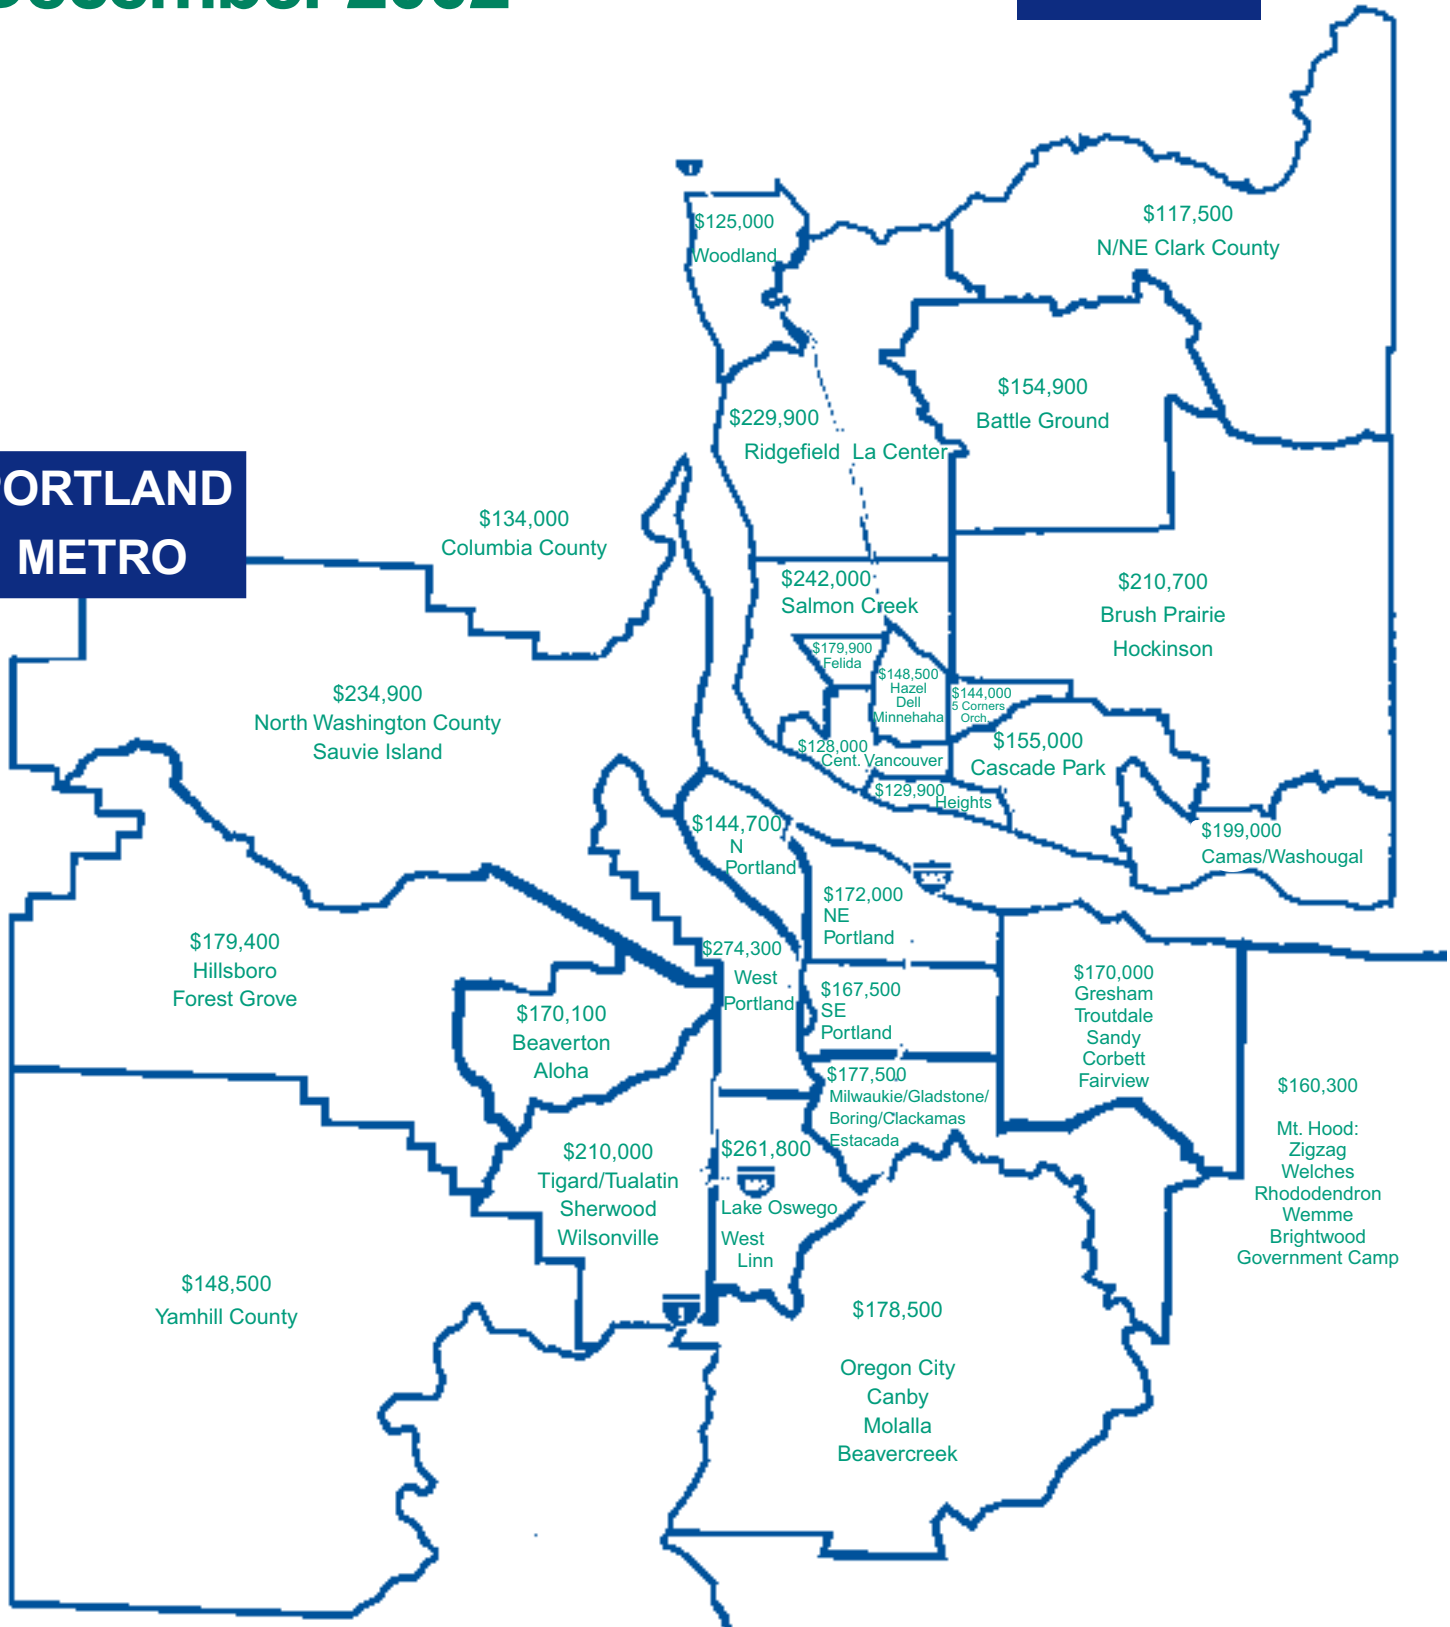 December 2002
$117,500
N/NE Clark County
$125,000
Woodland
$154,900
Battle Ground
$229,900
Ridgefield La Center
PORTLAND
METRO
$134,000
Columbia County
$242,000
Salmon Creek
$210,700
Brush Prairie
Hockinson
$179,900
Felida
$148,500
Hazel
Dell
Minnehaha
$144,000
5 Corners
Orch.
$234,900
North Washington County
Sauvie Island
$128,000
Cent. Vancouver
$155,000
Cascade Park
$129,900
Heights
$144,700
N
Portland
$199,000
Camas/Washougal
$172,000
NE
Portland
$179,400
Hillsboro
Forest Grove
$274,300
West
Portland
$170,100
Beaverton
Aloha
$167,500
SE
Portland
$170,000
Gresham
Troutdale
Sandy
Corbett
Fairview
$177,500
Milwaukie/Gladstone/
Boring/Clackamas
Estacada
$160,300
Mt. Hood:
Zigzag
Welches
Rhododendron
Wemme
Brightwood
Government Camp
$210,000
Tigard/Tualatin
Sherwood
Wilsonville
$261,800
Lake Oswego
West
Linn
$148,500
Yamhill County
$178,500
Oregon City
Canby
Molalla
Beavercreek